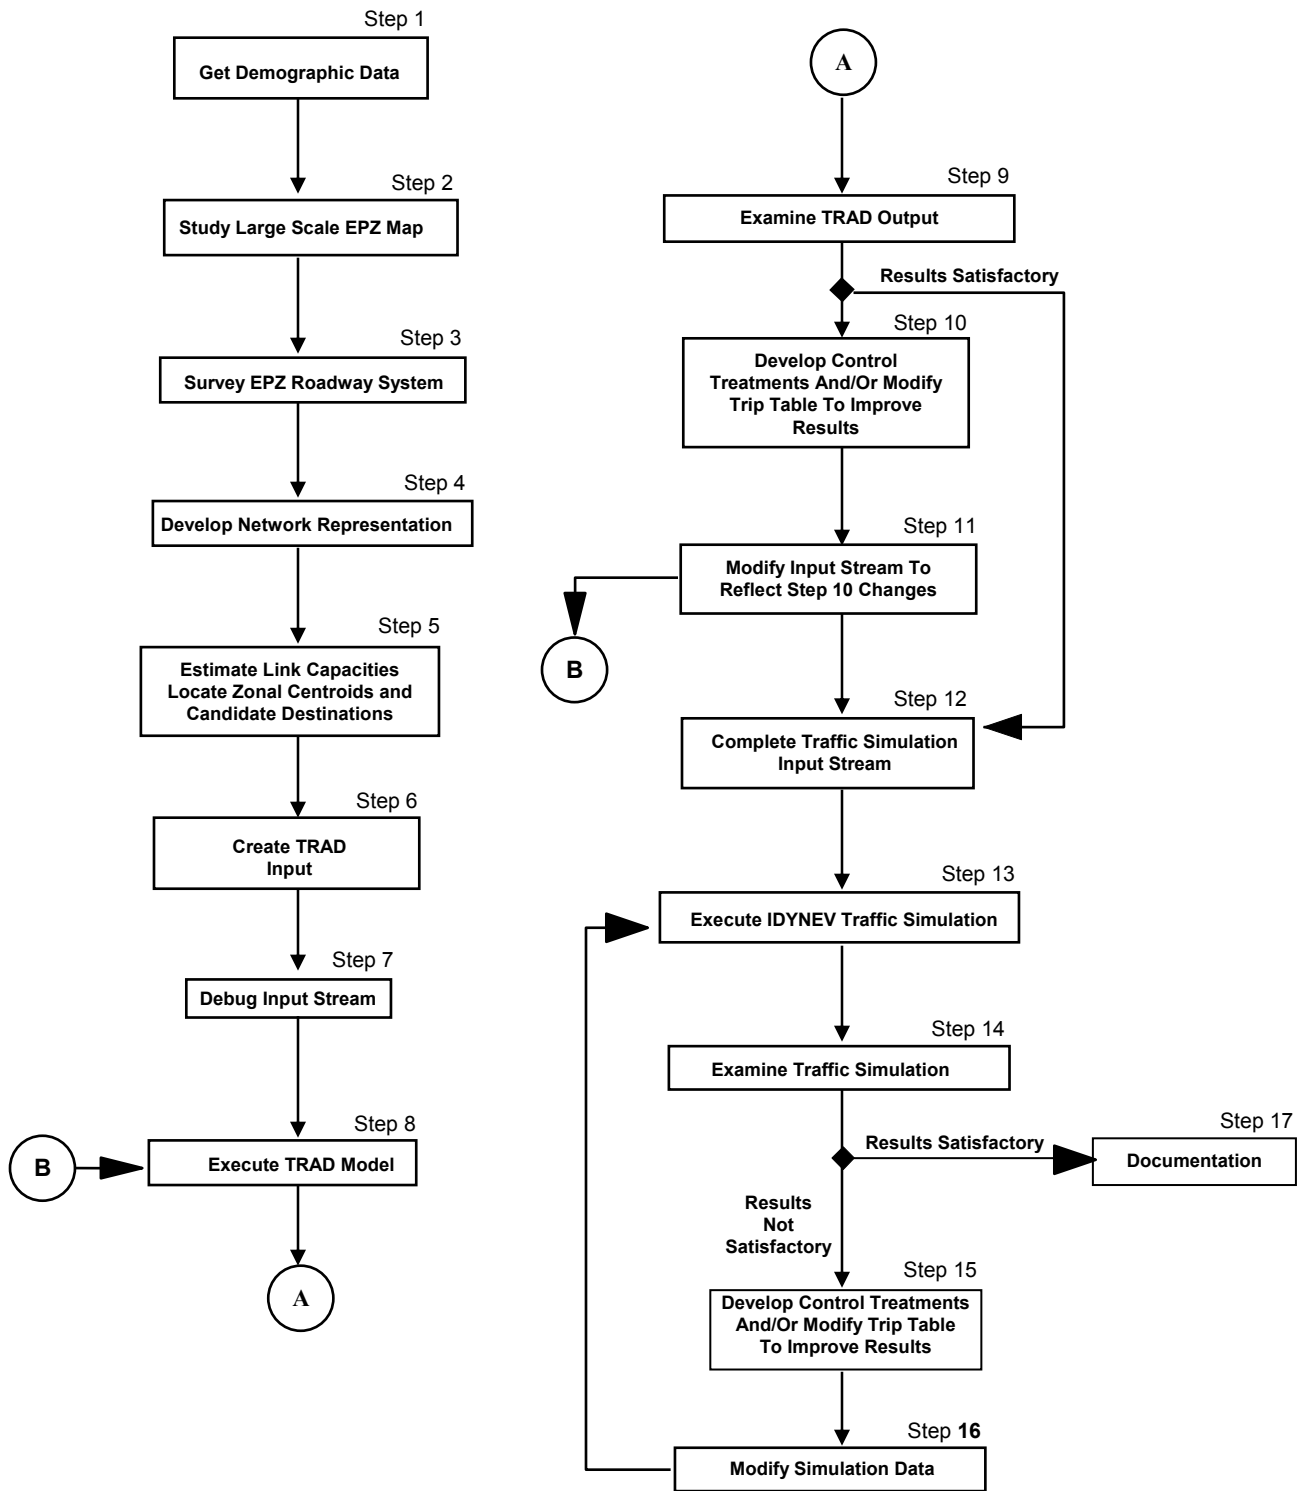 Step 1
Get Demographic Data
Step 2
Study Large Scale EPZ Map
Step 3
Survey EPZ Roadway System
Step 4
Develop Network Representation
Step 5
Estimate Link Capacities
Locate Zonal Centroids and
Candidate Destinations
Step 6
Create TRAD
Input
Step 7
Debug Input Stream
Step 8
B
Execute TRAD Model
A
A
Step 9
Examine TRAD Output
Results Satisfactory
Step 10
Develop Control
Treatments And/Or Modify
Trip Table To Improve
Results
Step 11
Modify Input Stream To
Reflect Step 10 Changes
B
Step 12
Complete Traffic Simulation
Input Stream
Step 13
Execute IDYNEV Traffic Simulation
Step 14
Examine Traffic Simulation
Results Satisfactory
Step 17
Documentation
Results
Not
Satisfactory
Step 15
Develop Control Treatments
And/Or Modify Trip Table
To Improve Results
Step 16
Modify Simulation Data